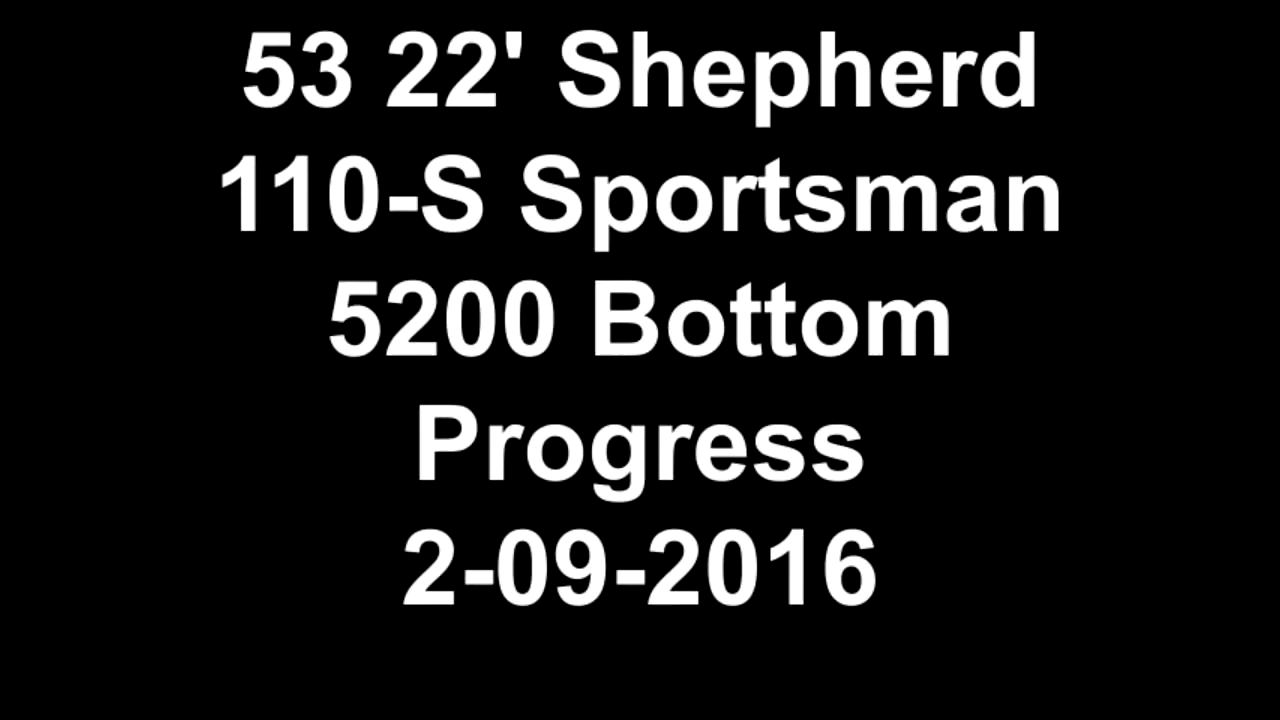 53 22' Shepherd
110-S Sportsman
5200 Bottom
Progress
2-09-2016